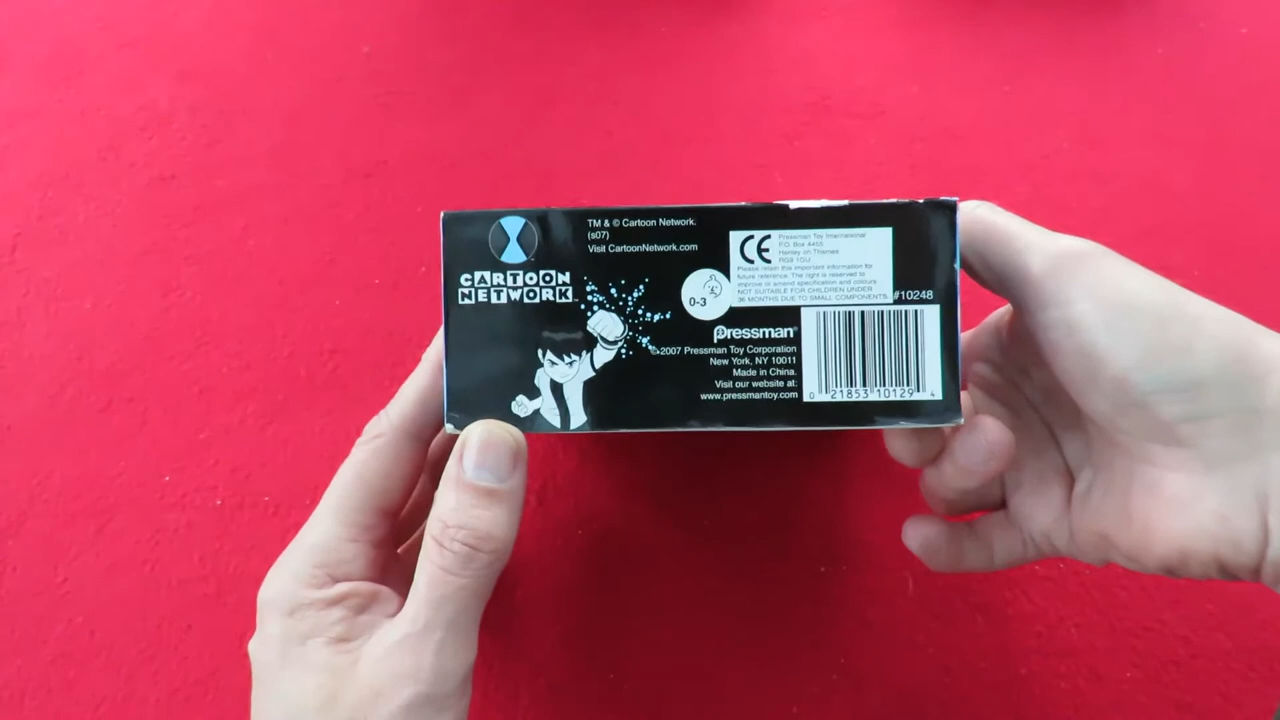 TM & © Cartoon Network.
(s07)
Visit CartoonNetwork.com
CARTOON
NETWORK™
CE
Pressman Toy International
P.O. Box 4455
Henley on Thames
RG9 1GU
Please retain this important information for
future reference. The right is reserved to
improve or amend specification and colours
NOT SUITABLE FOR CHILDREN UNDER
36 MONTHS DUE TO SMALL COMPONENTS.
0-3
#10248
Pressman®
©2007 Pressman Toy Corporation
New York, NY 10011
Made in China.
Visit our website at:
www.pressmantoy.com
0 21853 10129 4